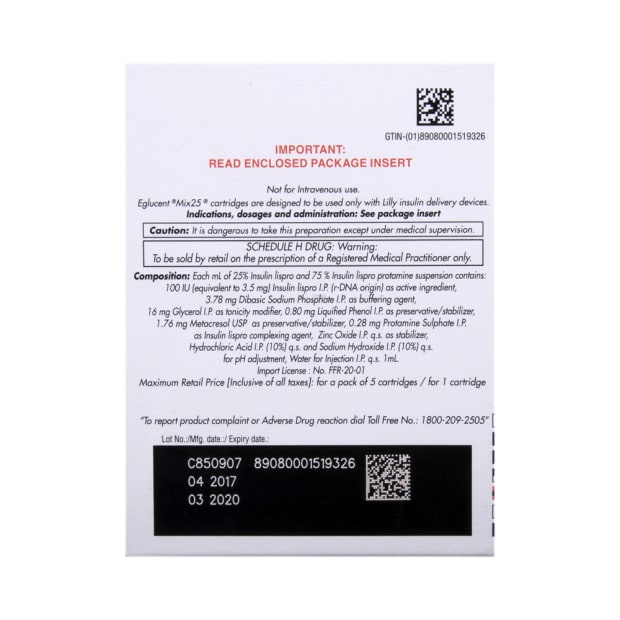 GTIN-(01)89080001519326
IMPORTANT:
READ ENCLOSED PACKAGE INSERT
Not for Intravenous use.
Eglucent ®Mix25 ® cartridges are designed to be used only with Lilly insulin delivery devices.
Indications, dosages and administration: See package insert
Caution: It is dangerous to take this preparation except under medical supervision.
SCHEDULE H DRUG: Warning:
To be sold by retail on the prescription of a Registered Medical Practitioner only.
Composition: Each mL of 25% Insulin lispro and 75 % Insulin lispro protamine suspension contains:
100 IU (equivalent to 3.5 mg) Insulin lispro I.P. (r-DNA origin) as active ingredient,
3.78 mg Dibasic Sodium Phosphate I.P. as buffering agent,
16 mg Glycerol I.P. as tonicity modifier, 0.80 mg Liquified Phenol I.P. as preservative/stabilizer,
1.76 mg Metacresol USP as preservative/stabilizer, 0.28 mg Protamine Sulphate I.P.
as Insulin lispro complexing agent, Zinc Oxide I.P. q.s. as stabilizer,
Hydrochloric Acid I.P. (10%) q.s. and Sodium Hydroxide I.P. (10%) q.s.
for pH adjustment, Water for Injection I.P. q.s. 1mL.
Import License : No. FFR-20-01
Maximum Retail Price [Inclusive of all taxes]: for a pack of 5 cartridges / for 1 cartridge
"To report product complaint or Adverse Drug reaction dial Toll Free No.: 1800-209-2505"
Lot No.:/Mfg. date.:/ Expiry date.:
C850907 89080001519326
04 2017
03 2020